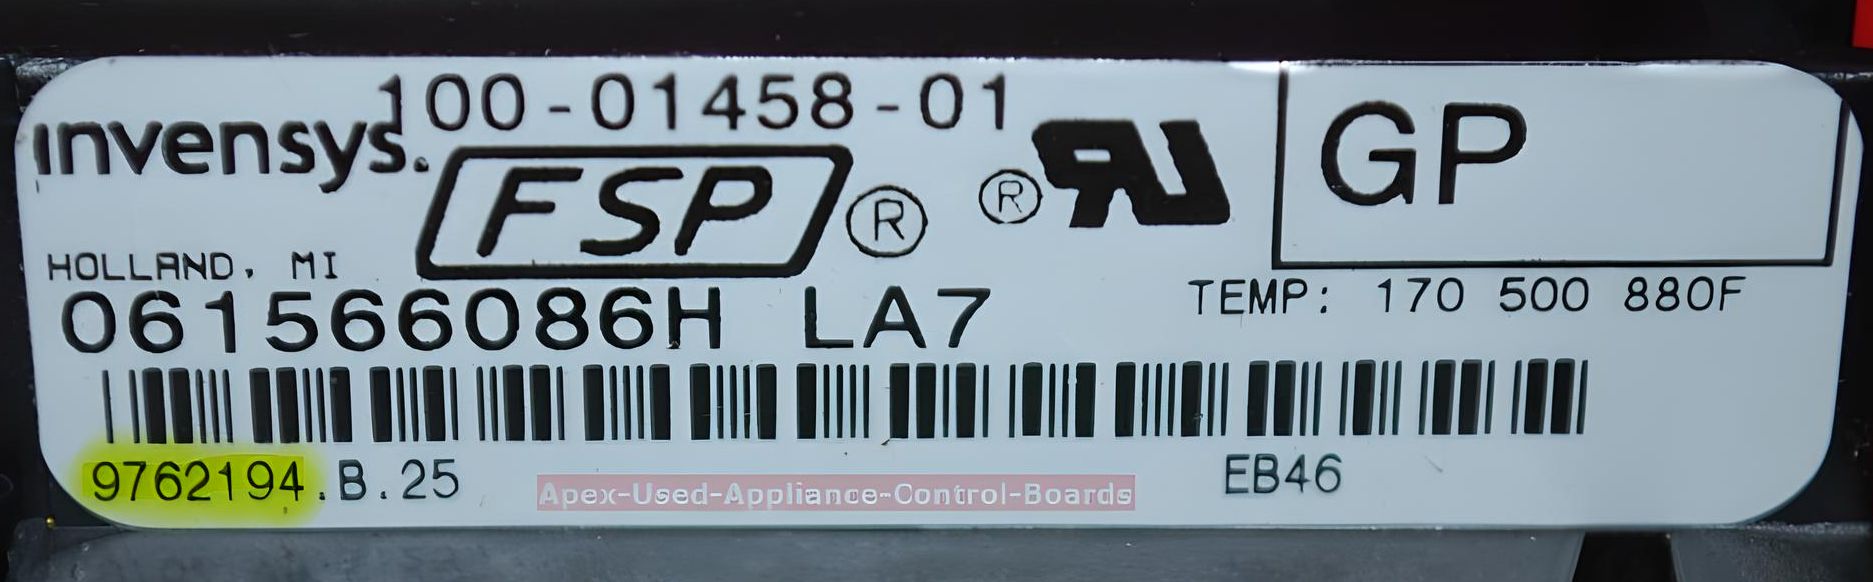 100-01458-01
invensys.
FSP ®
® RU
GP
HOLLAND, MI
TEMP: 170 500 880F
061566086H LA7
9762194.B.25
EB46
Apex-Used-Appliance-Control-Boards